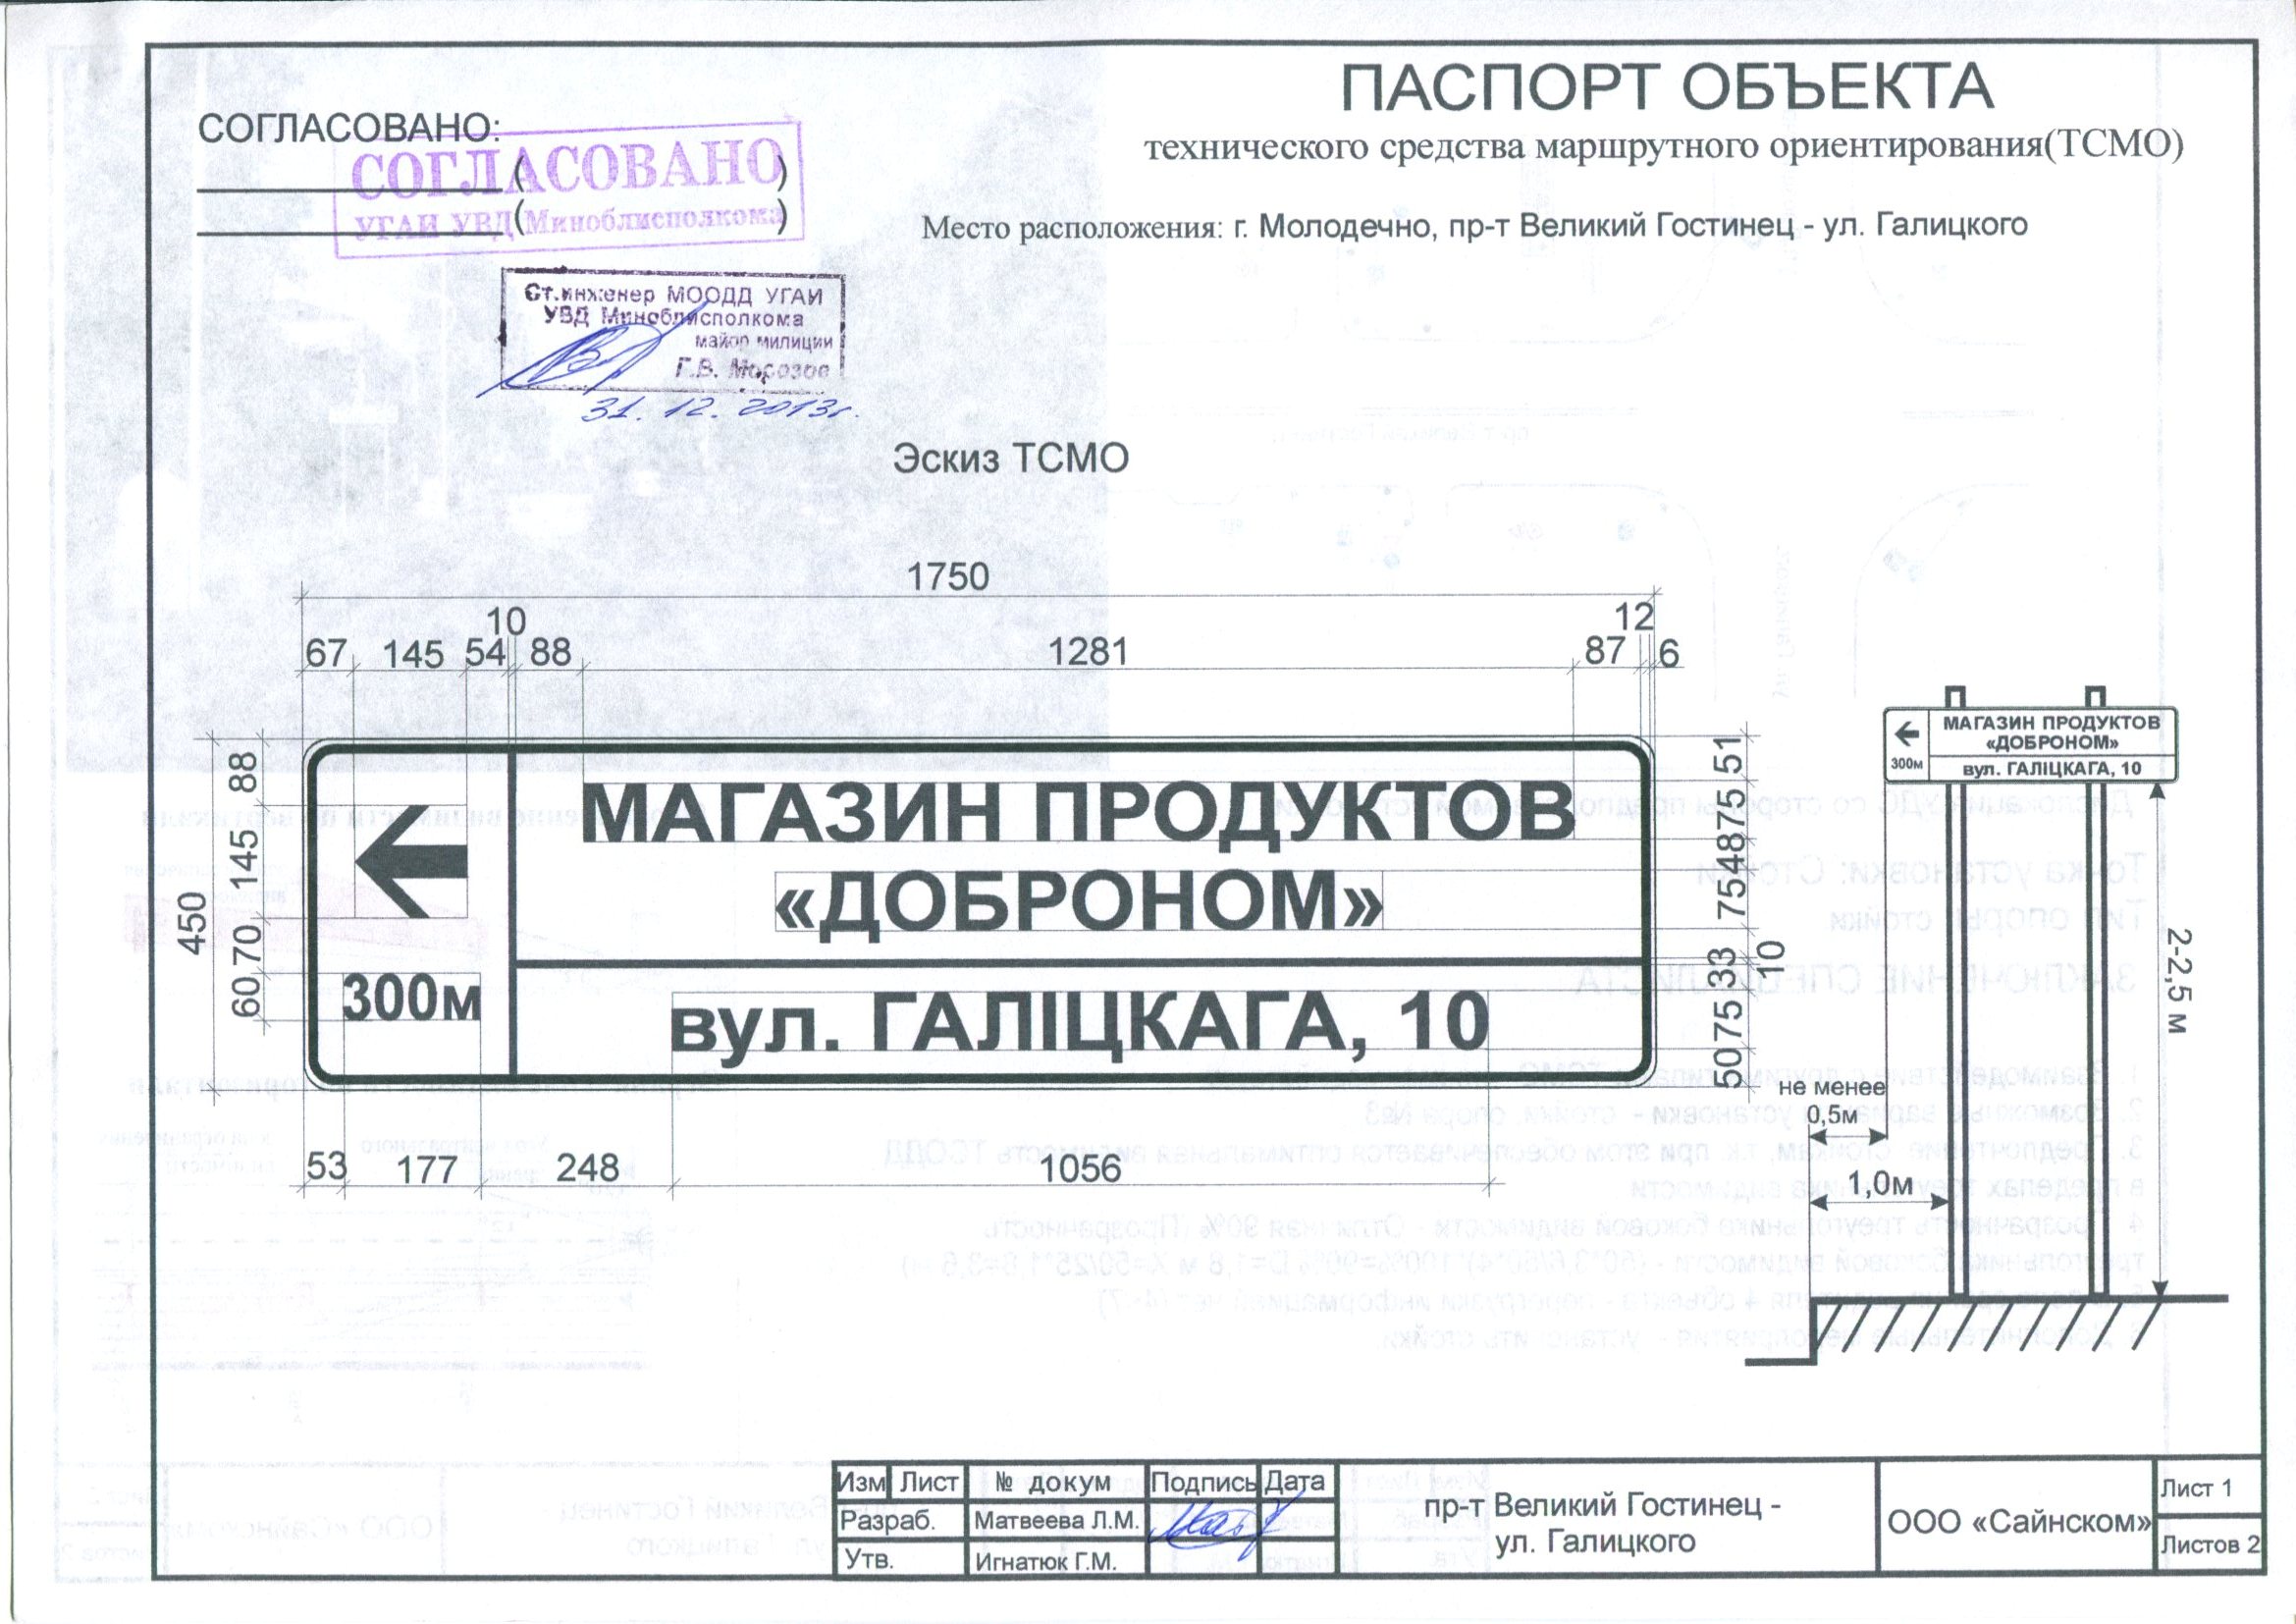 ПАСПОРТ ОБЪЕКТА
технического средства маршрутного ориентирования(ТСМО)
Место расположения: г. Молодечно, пр-т Великий Гостинец - ул. Галицкого
СОГЛАСОВАНО:
СОГЛАСОВАНО
( )
УГАИ УВД Миноблисполкома
( )
Ст.инженер МООДД УГАИ
УВД Миноблисполкома
майор милиции
Г.В. Морозов
31.12.2013г.
Эскиз ТСМО
1750
10
12
67 145 54 88 1281 87 6
450
88
145
70
60
МАГАЗИН ПРОДУКТОВ
«ДОБРОНОМ»
300м
вул. ГАЛІЦКАГА, 10
51
75
48
75
33
10
75
50
53 177 248 1056
МАГАЗИН ПРОДУКТОВ
«ДОБРОНОМ»
300м
вул. ГАЛІЦКАГА, 10
2-2,5 м
не менее
0,5м
1,0м
Изм Лист № докум Подпись Дата
Разраб. Матвеева Л.М.
Утв. Игнатюк Г.М.
пр-т Великий Гостинец -
ул. Галицкого
ООО «Сайнском»
Лист 1
Листов 2